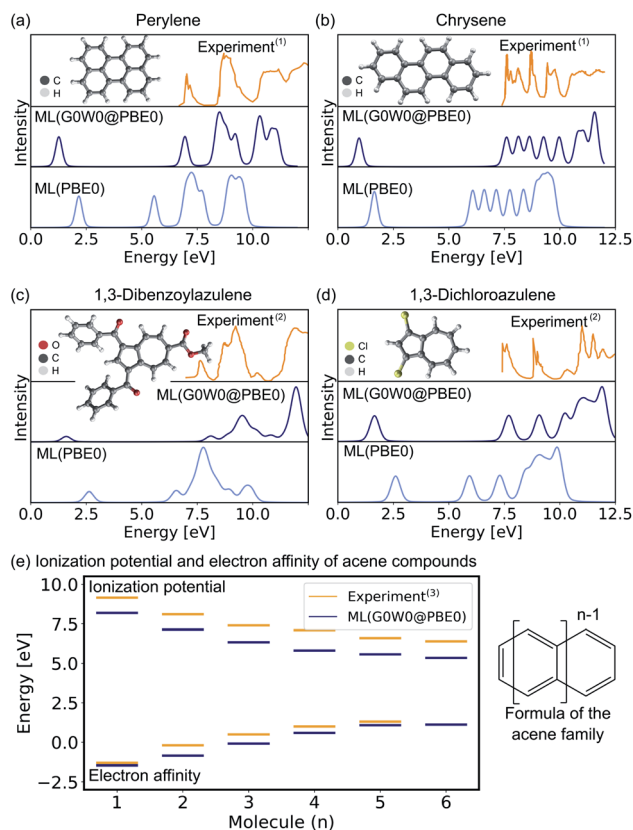 (a) Perylene
Experiment(1)
C
H
ML(G0W0@PBE0)
ML(PBE0)
Intensity
0.0 2.5 5.0 7.5 10.0
Energy [eV]
(b) Chrysene
Experiment(1)
C
H
ML(G0W0@PBE0)
ML(PBE0)
Intensity
0.0 2.5 5.0 7.5 10.0 12.5
Energy [eV]
(c) 1,3-Dibenzoylazulene
Experiment(2)
O
C
H
ML(G0W0@PBE0)
ML(PBE0)
Intensity
0.0 2.5 5.0 7.5 10.0
Energy [eV]
(d) 1,3-Dichloroazulene
Experiment(2)
Cl
C
H
ML(G0W0@PBE0)
ML(PBE0)
Intensity
0.0 2.5 5.0 7.5 10.0 12.5
Energy [eV]
(e) Ionization potential and electron affinity of acene compounds
10.0
7.5
5.0
2.5
0.0
−2.5
Energy [eV]
Ionization potential
Experiment(3)
ML(G0W0@PBE0)
Electron affinity
1 2 3 4 5 6
Molecule (n)
n-1
Formula of the
acene family